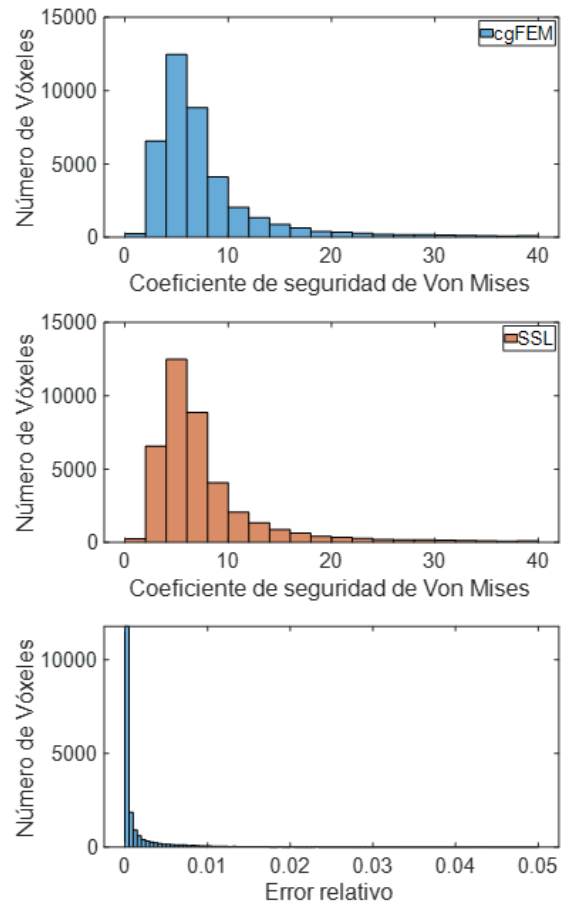 15000
10000
5000
0
Número de Vóxeles
cgFEM
0 10 20 30 40
Coeficiente de seguridad de Von Mises
15000
10000
5000
0
Número de Vóxeles
SSL
0 10 20 30 40
Coeficiente de seguridad de Von Mises
10000
5000
0
Número de Vóxeles
0 0.01 0.02 0.03 0.04 0.05
Error relativo